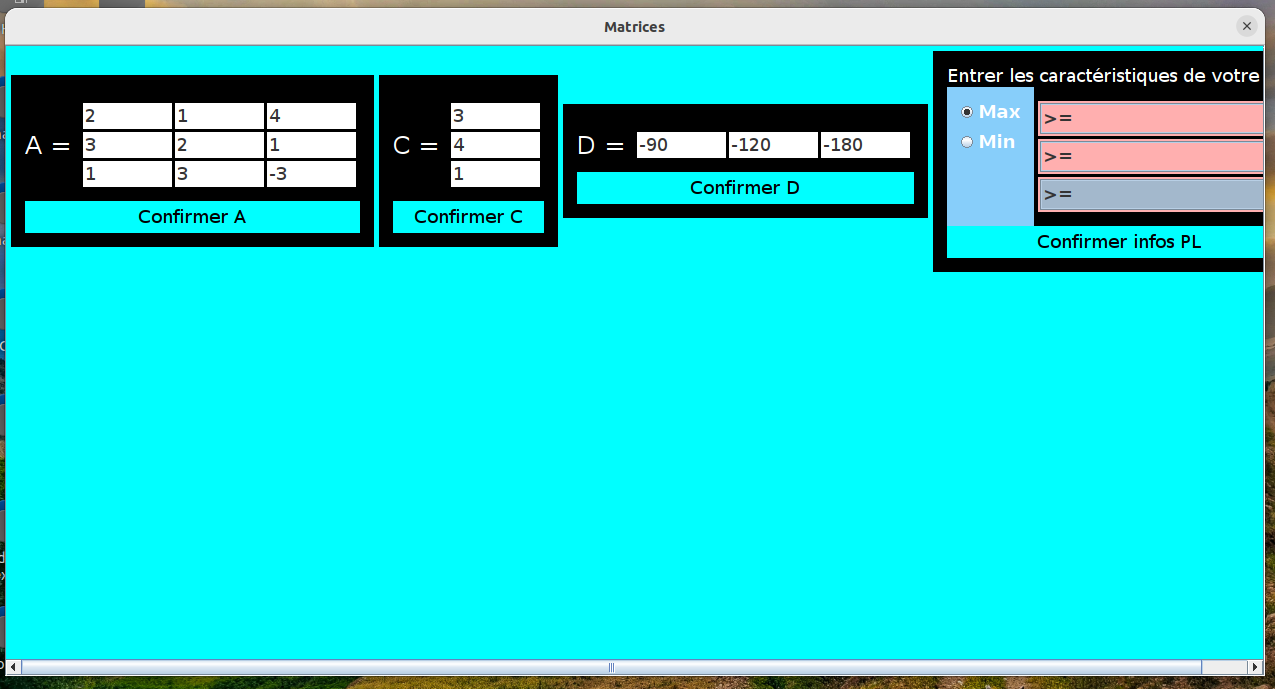 Matrices
A =
2 1 4
3 2 1
1 3 -3
Confirmer A
C =
3
4
1
Confirmer C
D = -90 -120 -180
Confirmer D
Entrer les caractéristiques de votre
Max
Min
>=
>=
>=
Confirmer infos PL